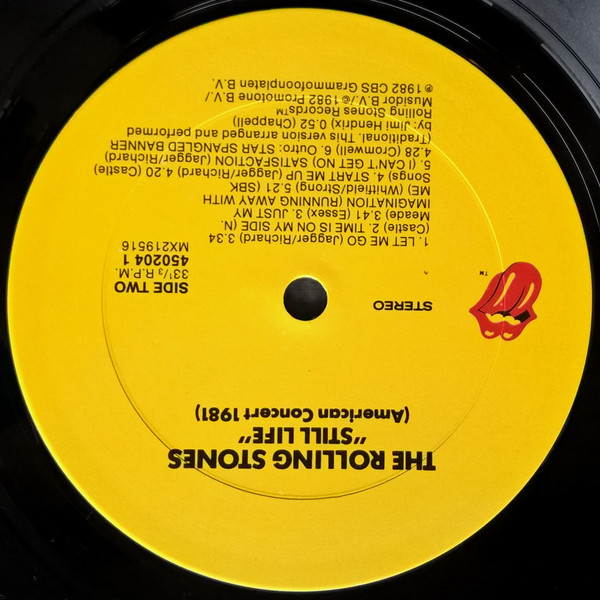 THE ROLLING STONES
"STILL LIFE"
(American Concert 1981)
STEREO
™
SIDE TWO
33⅓ R.P.M.
450204 1
MX219516
1. LET ME GO (Jagger/Richard) 3.34
(Castle) 2. TIME IS ON MY SIDE (N.
Meade) 3.41 (Essex) 3. JUST MY
IMAGINATION (RUNNING AWAY WITH
ME) (Whitfield/Strong) 5.21 (SBK
Songs) 4. START ME UP (Jagger/Richard) 4.20 (Castle)
5. (I CAN'T GET NO) SATISFACTION (Jagger/Richard)
4.28 (Cromwell) 6. Outro: STAR SPANGLED BANNER
(Traditional. This version arranged and performed
by: Jimi Hendrix) 0.52 (Chappell)
Rolling Stones Records™
Musidor B.V./©1982 Promotone B.V./
℗1982 CBS Grammofoonplaten B.V.